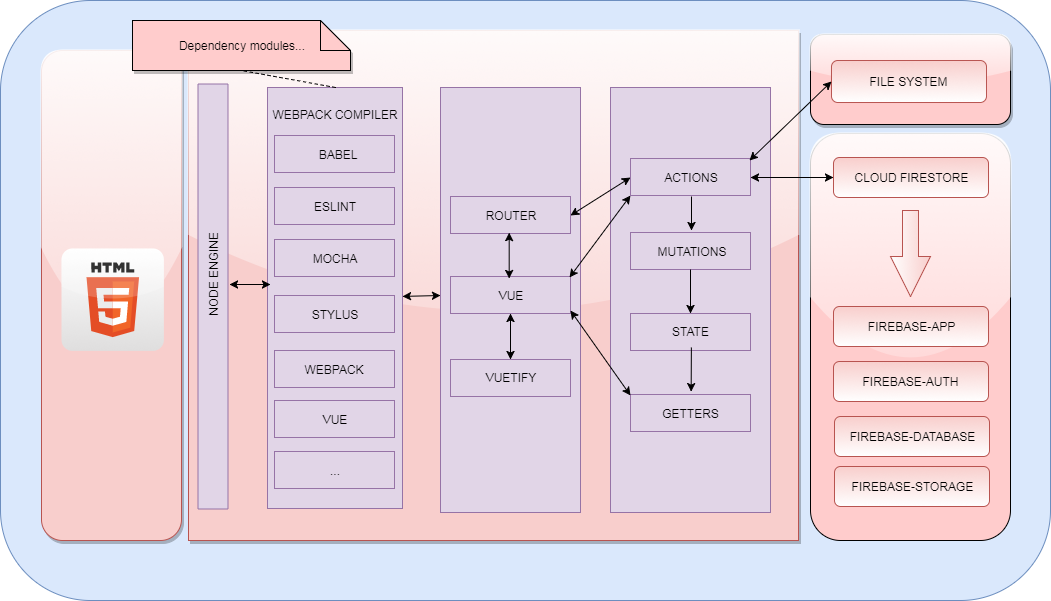 Dependency modules...
HTML
5
NODE ENGINE
WEBPACK COMPILER
BABEL
ESLINT
MOCHA
STYLUS
WEBPACK
VUE
...
ROUTER
VUE
VUETIFY
ACTIONS
MUTATIONS
STATE
GETTERS
FILE SYSTEM
CLOUD FIRESTORE
FIREBASE-APP
FIREBASE-AUTH
FIREBASE-DATABASE
FIREBASE-STORAGE